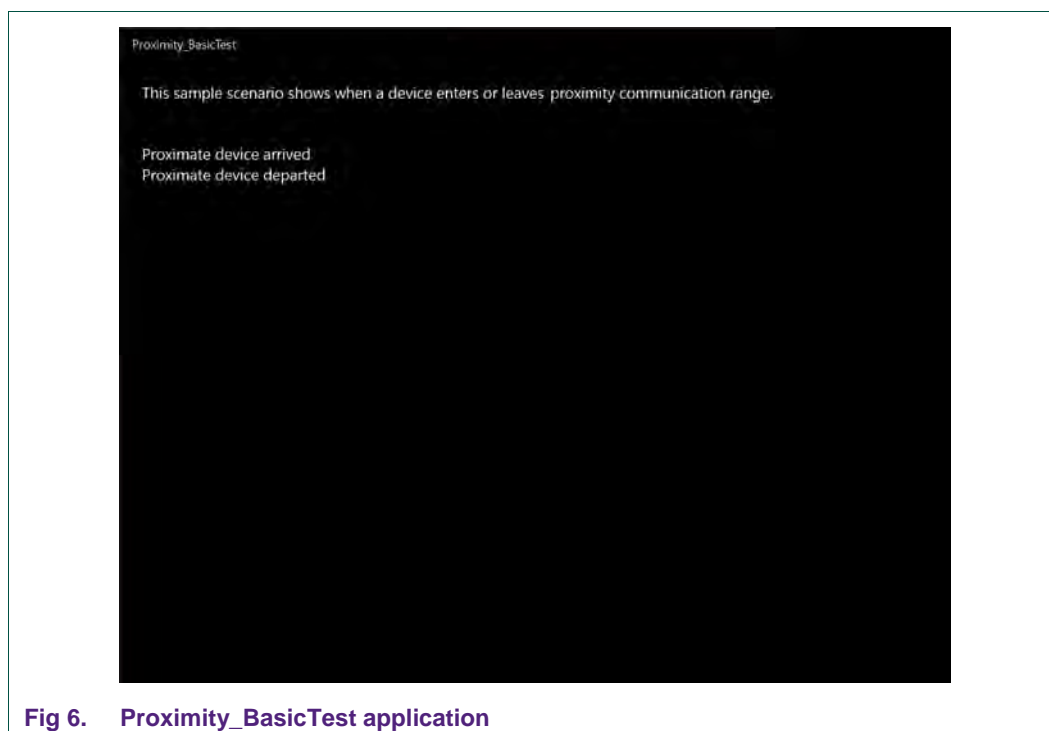 Proximity_BasicTest
This sample scenario shows when a device enters or leaves proximity communication range.
Proximate device arrived
Proximate device departed
Fig 6. Proximity_BasicTest application